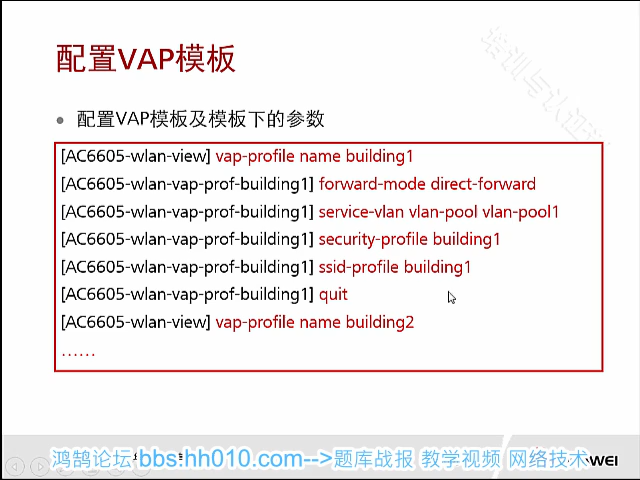 配置VAP模板
培训与认证
配置VAP模板及模板下的参数
[AC6605-wlan-view] vap-profile name building1
[AC6605-wlan-vap-prof-building1] forward-mode direct-forward
[AC6605-wlan-vap-prof-building1] service-vlan vlan-pool vlan-pool1
[AC6605-wlan-vap-prof-building1] security-profile building1
[AC6605-wlan-vap-prof-building1] ssid-profile building1
[AC6605-wlan-vap-prof-building1] quit
[AC6605-wlan-view] vap-profile name building2
……
鸿鹄论坛 bbs.hh010.com-->题库战报 教学视频 网络技术